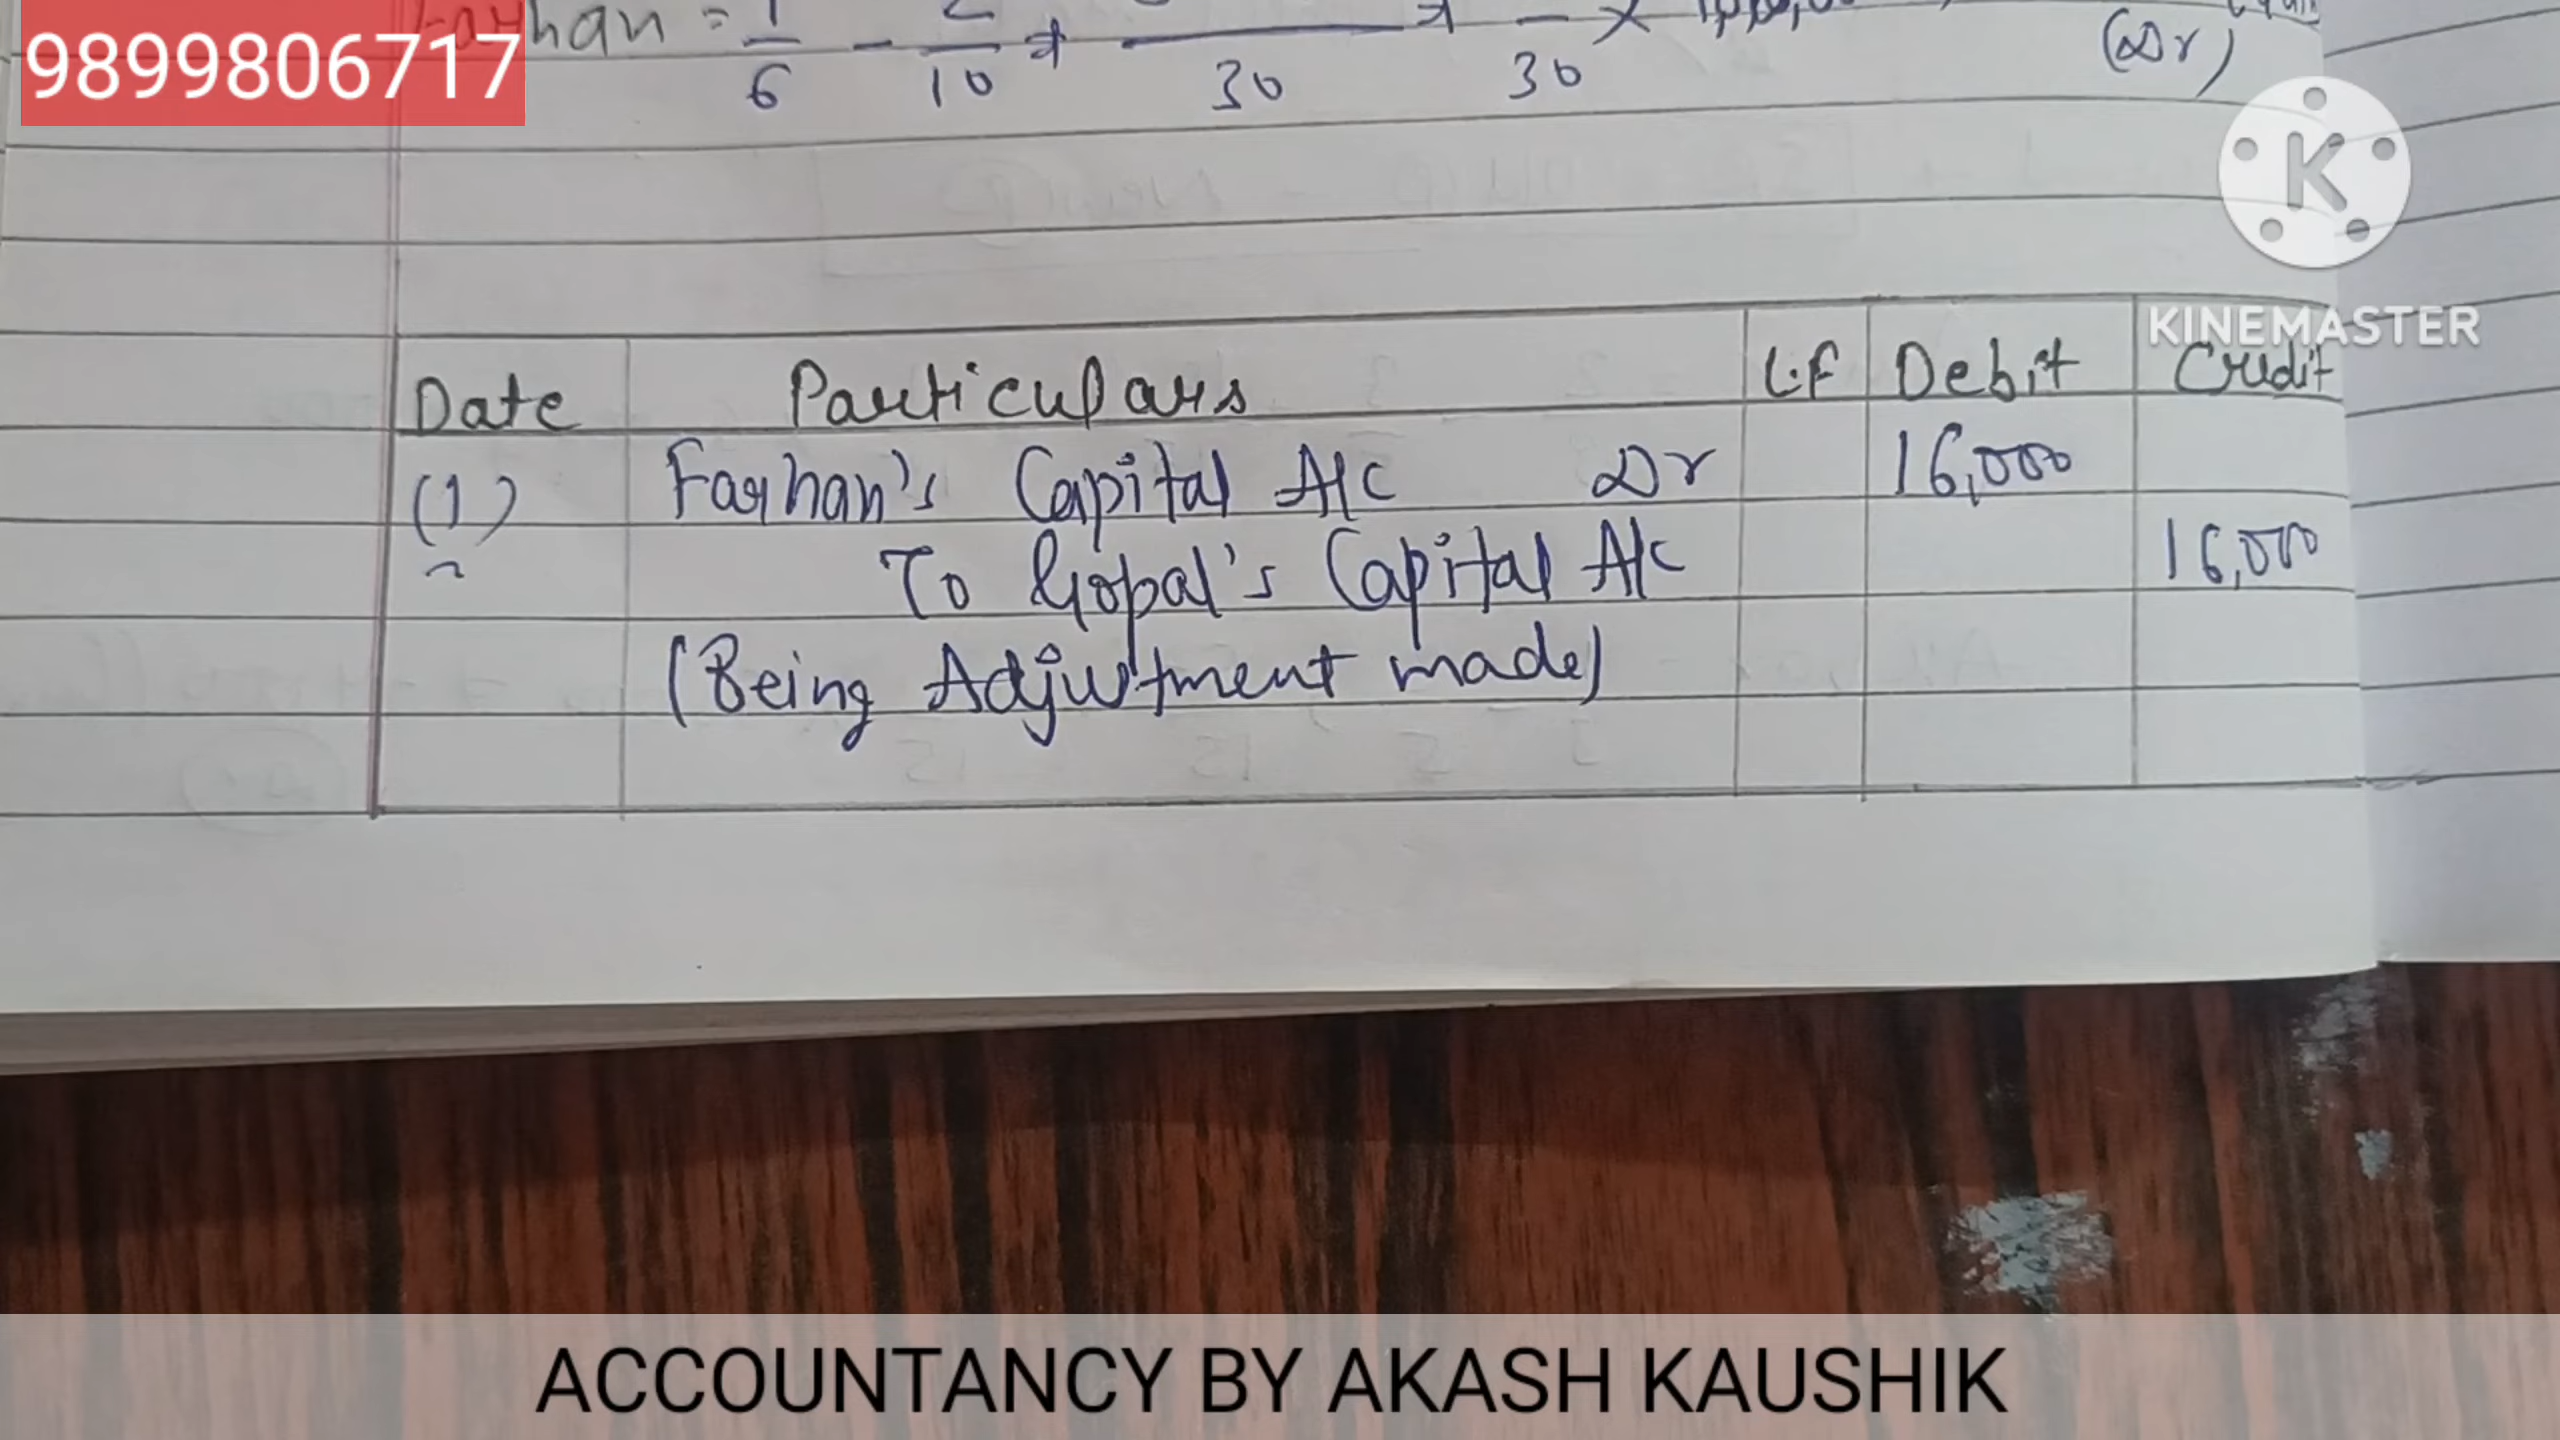 9899806717
Farhan = 1/6 - 2/10 30 30 × (Dr)
K
KINEMASTER
Date Particulars L.F Debit Credit
(1) Farhan's Capital A/c Dr 16,000
To Gopal's Capital A/c 16,000
(Being Adjustment made)
ACCOUNTANCY BY AKASH KAUSHIK